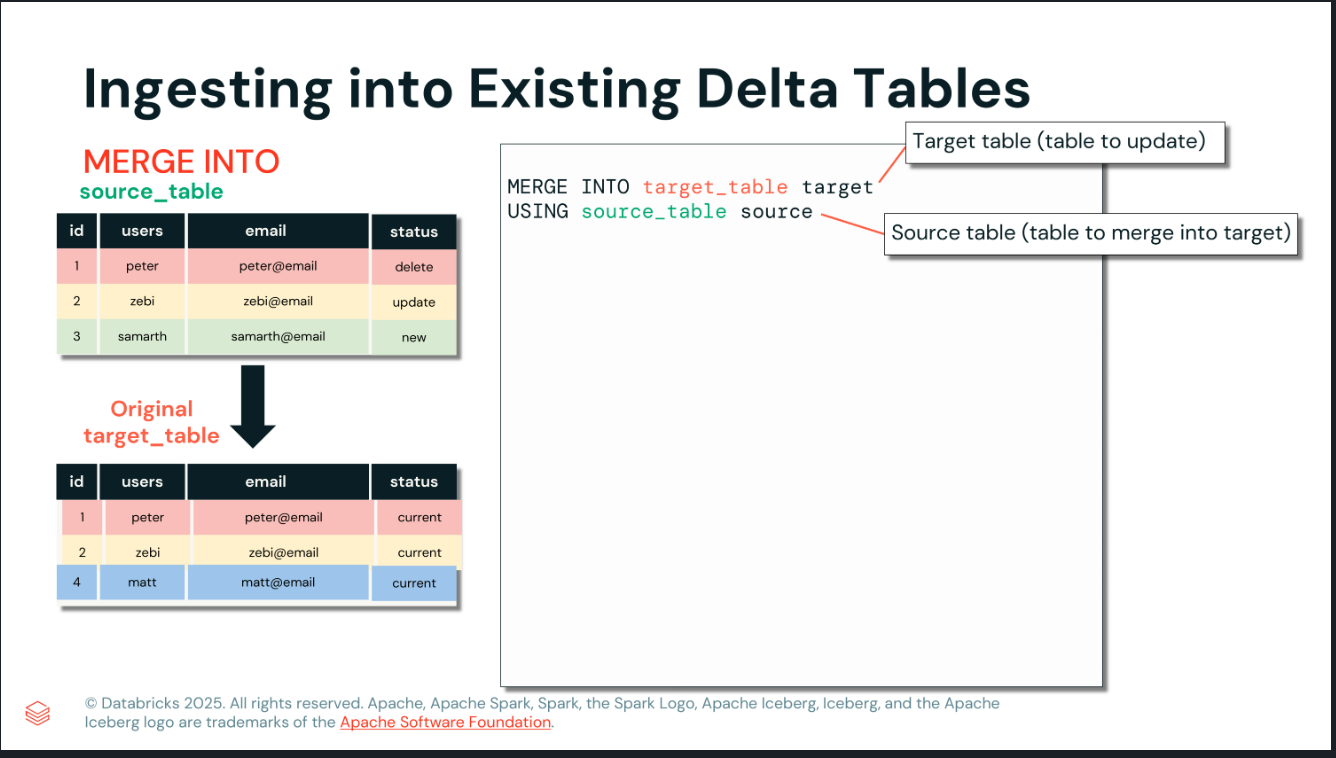 Ingesting into Existing Delta Tables
MERGE INTO
source_table
id users email status
1 peter peter@email delete
2 zebi zebi@email update
3 samarth samarth@email new
Original
target_table
id users email status
1 peter peter@email current
2 zebi zebi@email current
4 matt matt@email current
Target table (table to update)
MERGE INTO target_table target
USING source_table source
Source table (table to merge into target)
© Databricks 2025. All rights reserved. Apache, Apache Spark, Spark, the Spark Logo, Apache Iceberg, Iceberg, and the Apache
Iceberg logo are trademarks of the Apache Software Foundation.